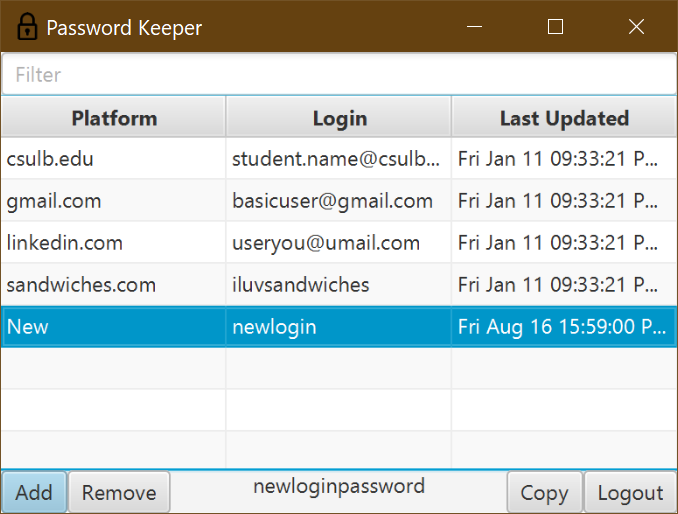 Password Keeper
Filter
Platform Login Last Updated
csulb.edu student.name@csulb... Fri Jan 11 09:33:21 P...
gmail.com basicuser@gmail.com Fri Jan 11 09:33:21 P...
linkedin.com useryou@umail.com Fri Jan 11 09:33:21 P...
sandwiches.com iluvsandwiches Fri Jan 11 09:33:21 P...
New newlogin Fri Aug 16 15:59:00 P...
Add Remove newloginpassword Copy Logout